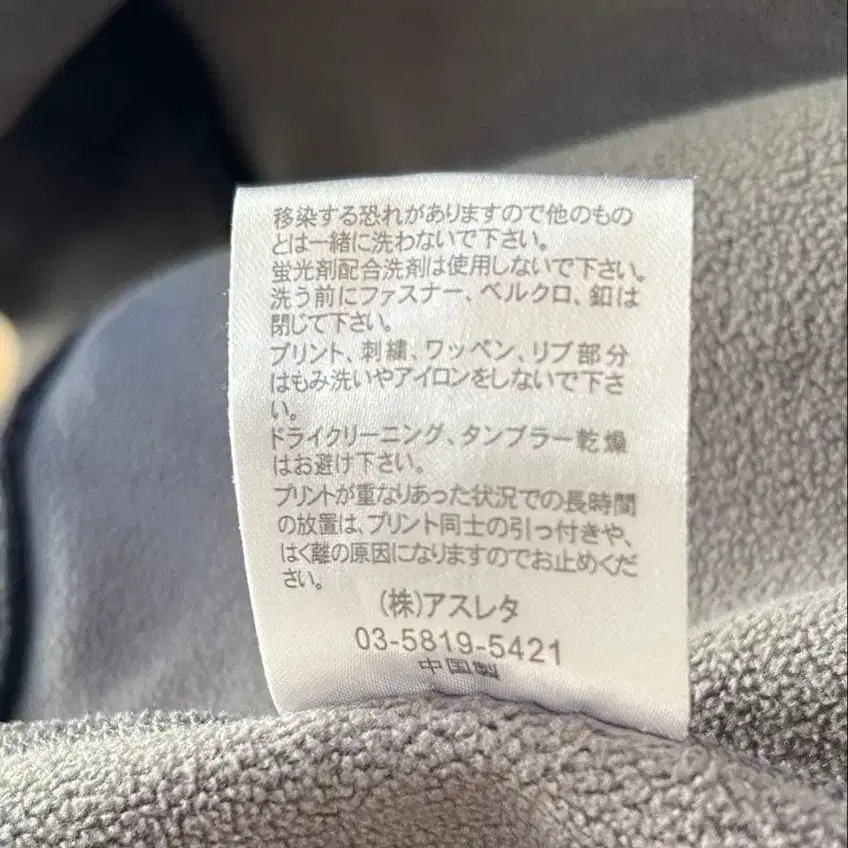 移染する恐れがありますので他のもの
とは一緒に洗わないで下さい。
蛍光剤配合洗剤は使用しないで下さい。
洗う前にファスナー、ベルクロ、釦は
閉じて下さい。
プリント、刺繍、ワッペン、リブ部分
はもみ洗いやアイロンをしないで下さ
い。
ドライクリーニング、タンブラー乾燥
はお避け下さい。
プリントが重なりあった状況での長時間
の放置は、プリント同士の引っ付きや、
はく離の原因になりますのでお止めくだ
さい。
(株)アスレタ
03-5819-5421
中国製